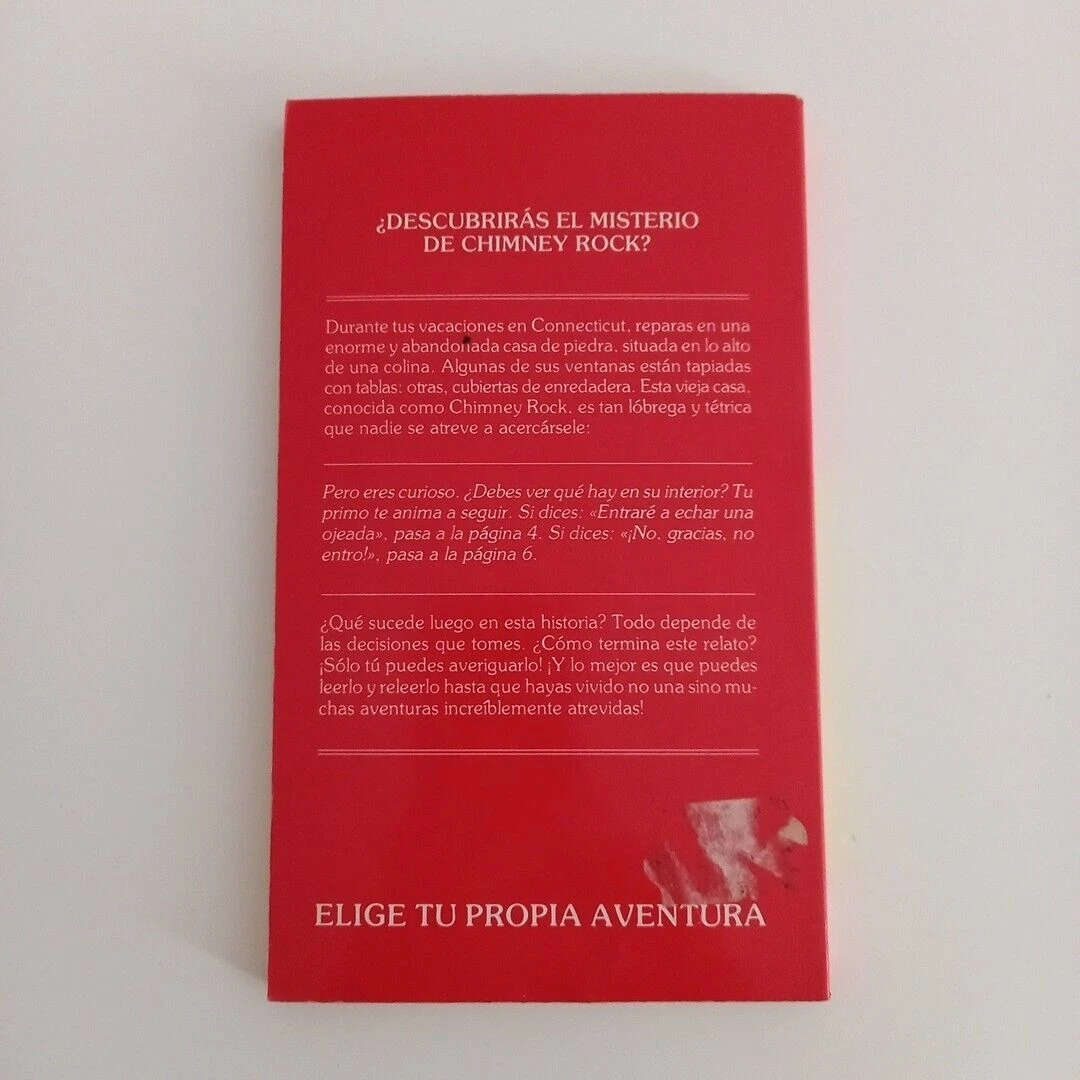 ¿DESCUBRIRÁS EL MISTERIO
DE CHIMNEY ROCK?
Durante tus vacaciones en Connecticut, reparas en una
enorme y abandonada casa de piedra, situada en lo alto
de una colina. Algunas de sus ventanas están tapiadas
con tablas: otras, cubiertas de enredadera. Esta vieja casa,
conocida como Chimney Rock, es tan lóbrega y tétrica
que nadie se atreve a acercársele:
Pero eres curioso. ¿Debes ver qué hay en su interior? Tu
primo te anima a seguir. Si dices: «Entraré a echar una
ojeada», pasa a la página 4. Si dices: «¡No, gracias, no
entro!», pasa a la página 6.
¿Qué sucede luego en esta historia? Todo depende de
las decisiones que tomes. ¿Cómo termina este relato?
¡Sólo tú puedes averiguarlo! ¡Y lo mejor es que puedes
leerlo y releerlo hasta que hayas vivido no una sino mu-
chas aventuras increíblemente atrevidas!
ELIGE TU PROPIA AVENTURA